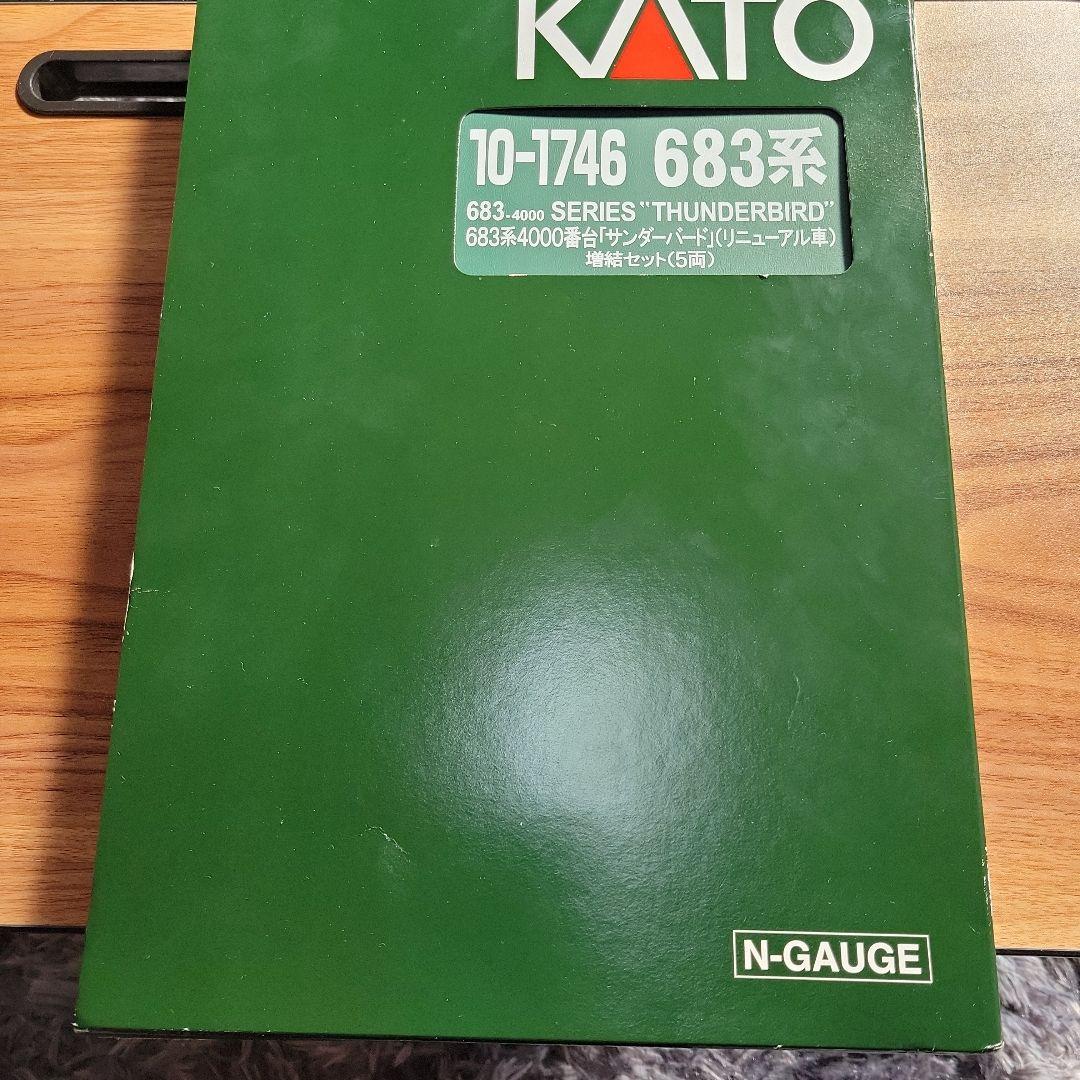 KATO
10-1746 683系
683-4000 SERIES "THUNDERBIRD"
683系4000番台「サンダーバード」(リニューアル車)
増結セット(5両)
N-GAUGE